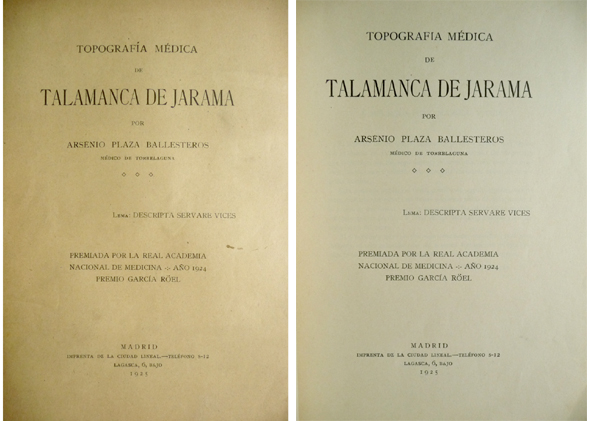 TOPOGRAFÍA MÉDICA
DE
TALAMANCA DE JARAMA
POR
ARSENIO PLAZA BALLESTEROS
MÉDICO DE TORRELAGUNA
LEMA: DESCRIPTA SERVARE VICES
PREMIADA POR LA REAL ACADEMIA
NACIONAL DE MEDICINA - AÑO 1924
PREMIO GARCÍA RÖEL
MADRID
IMPRENTA DE LA CIUDAD LINEAL.—TELÉFONO S-12
LAGASCA, 6, BAJO
1925
TOPOGRAFÍA MÉDICA
DE
TALAMANCA DE JARAMA
POR
ARSENIO PLAZA BALLESTEROS
MÉDICO DE TORRELAGUNA
LEMA: DESCRIPTA SERVARE VICES
PREMIADA POR LA REAL ACADEMIA
NACIONAL DE MEDICINA - AÑO 1924
PREMIO GARCÍA RÖEL
MADRID
IMPRENTA DE LA CIUDAD LINEAL.—TELÉFONO S-12
LAGASCA, 6, BAJO
1925